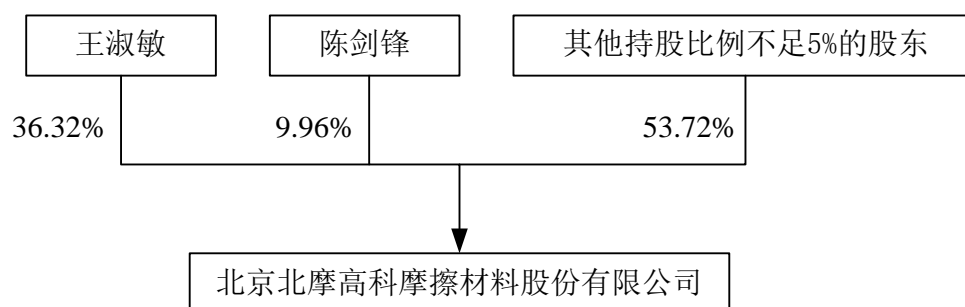 王淑敏 陈剑锋 其他持股比例不足5%的股东
36.32% 9.96% 53.72%
北京北摩高科摩擦材料股份有限公司